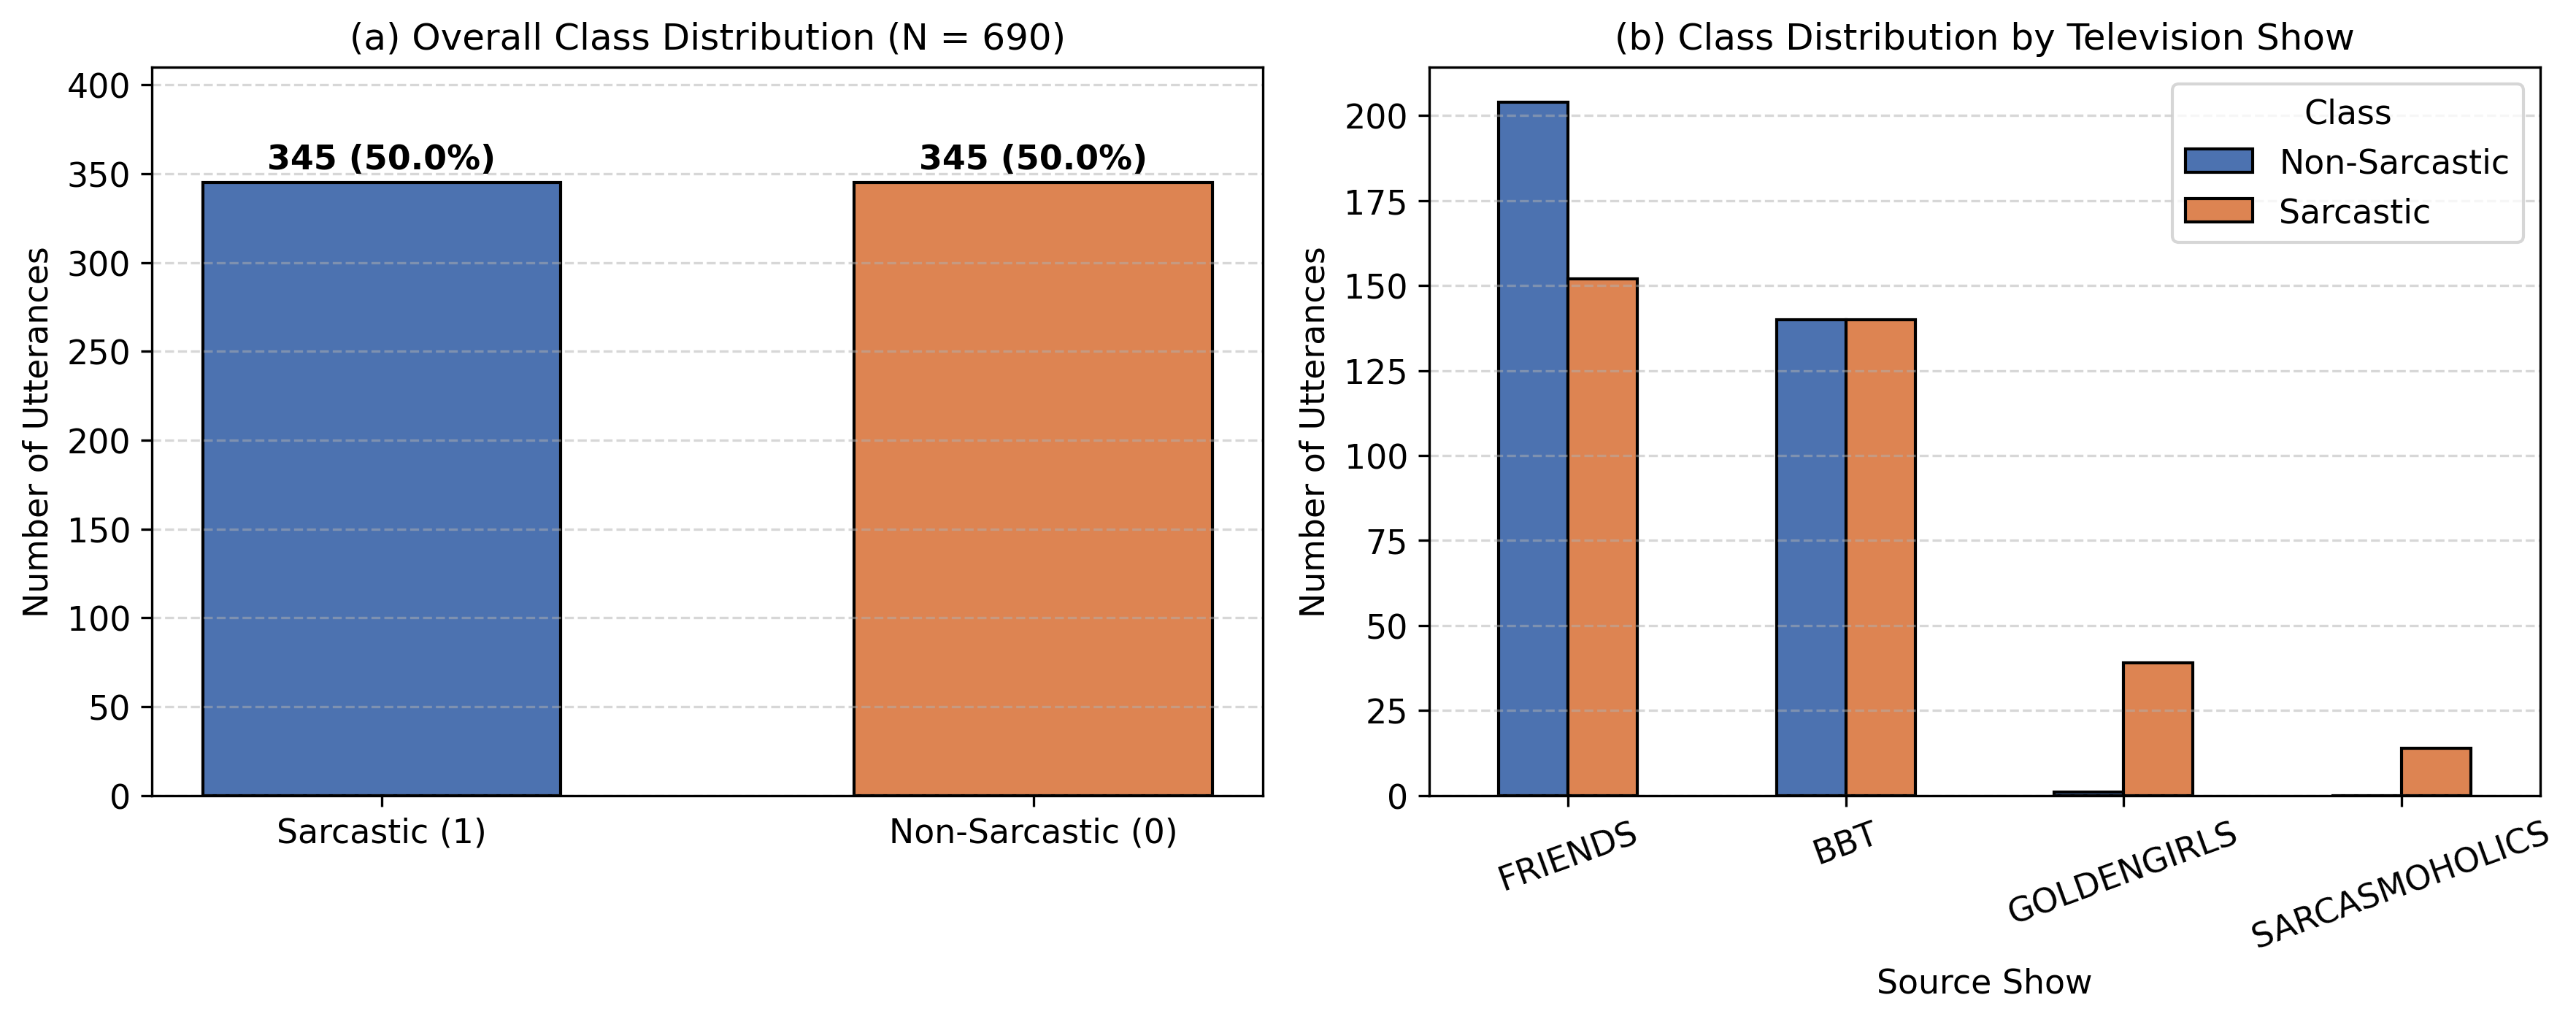 (a) Overall Class Distribution (N = 690)
Number of Utterances
400
350
300
250
200
150
100
50
0
345 (50.0%)
345 (50.0%)
Sarcastic (1)
Non-Sarcastic (0)
(b) Class Distribution by Television Show
Number of Utterances
200
175
150
125
100
75
50
25
0
Class
Non-Sarcastic
Sarcastic
FRIENDS
BBT
GOLDENGIRLS
SARCASMOHOLICS
Source Show